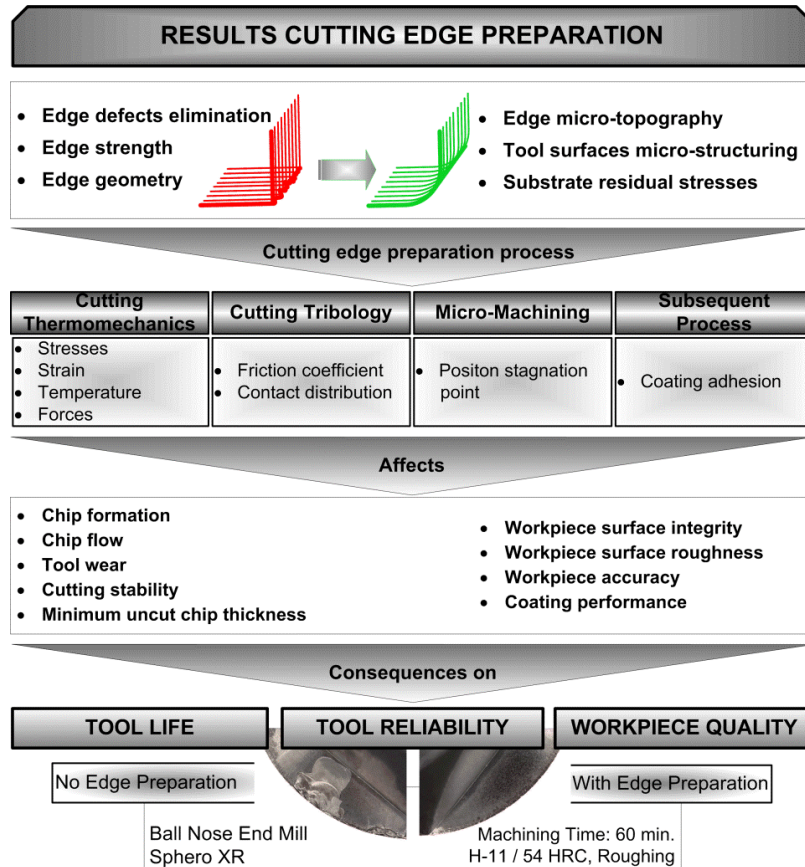 RESULTS CUTTING EDGE PREPARATION
• Edge defects elimination
• Edge strength
• Edge geometry
• Edge micro-topography
• Tool surfaces micro-structuring
• Substrate residual stresses
Cutting edge preparation process
Cutting
Thermomechanics
• Stresses
• Strain
• Temperature
• Forces
Cutting Tribology
• Friction coefficient
• Contact distribution
Micro-Machining
• Positon stagnation
point
Subsequent
Process
• Coating adhesion
Affects
• Chip formation
• Chip flow
• Tool wear
• Cutting stability
• Minimum uncut chip thickness
• Workpiece surface integrity
• Workpiece surface roughness
• Workpiece accuracy
• Coating performance
Consequences on
TOOL LIFE
TOOL RELIABILITY
WORKPIECE QUALITY
No Edge Preparation
With Edge Preparation
Ball Nose End Mill
Sphero XR
Machining Time: 60 min.
H-11 / 54 HRC, Roughing